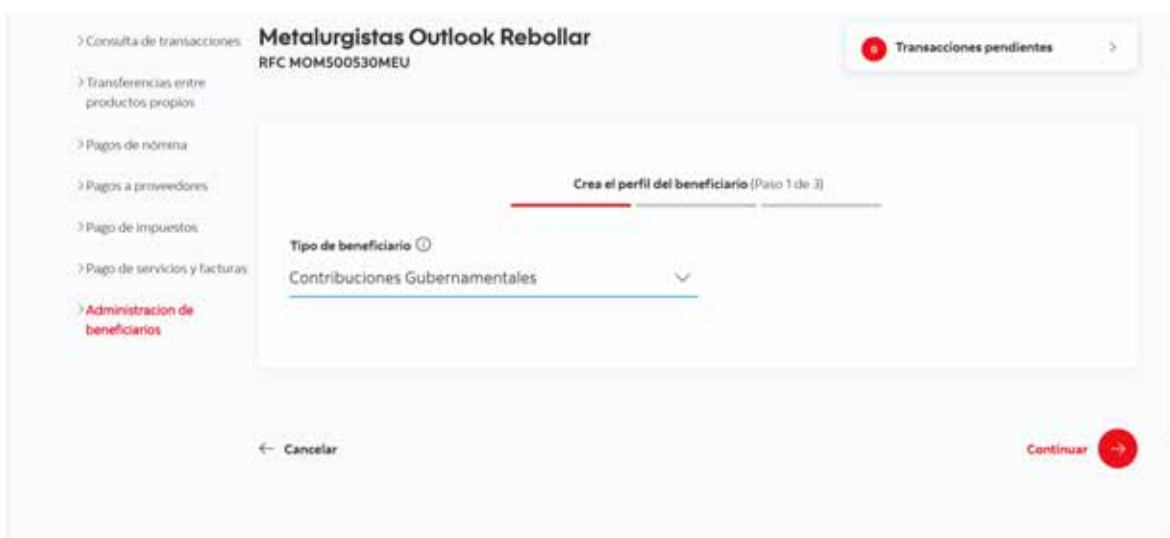 Consulta de transacciones
Transferencias entre
productos propios
Pagos de nómina
Pagos a proveedores
Pago de impuestos
Pago de servicios y facturas
Administracion de
beneficiarios
Metalurgistas Outlook Rebollar
RFC MOM500530MEU
0 Transacciones pendientes
Crea el perfil del beneficiario (Paso 1 de 3)
Tipo de beneficiario
Contribuciones Gubernamentales
Cancelar
Continuar